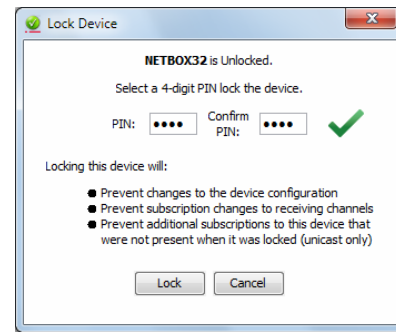 Lock Device
NETBOX32 is Unlocked.
Select a 4-digit PIN lock the device.
PIN:
Confirm
PIN:
Locking this device will:
● Prevent changes to the device configuration
● Prevent subscription changes to receiving channels
● Prevent additional subscriptions to this device that
were not present when it was locked (unicast only)
Lock Cancel